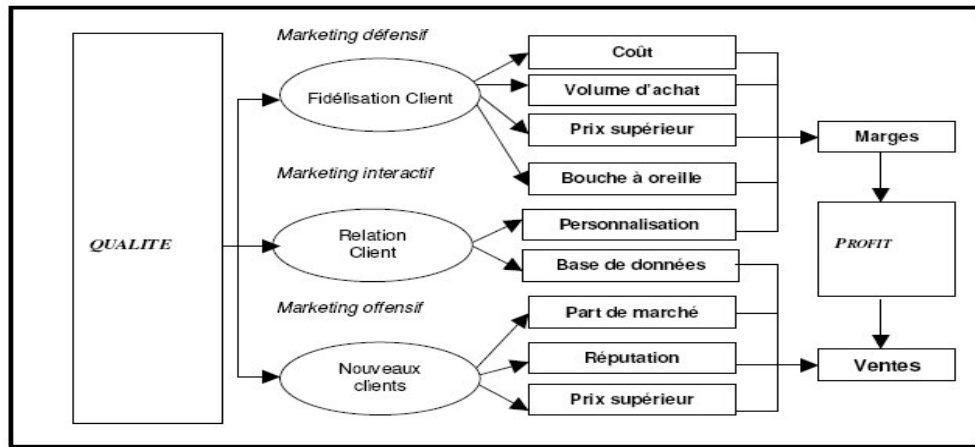 Marketing défensif
Fidélisation Client
Coût
Volume d'achat
Prix supérieur
Bouche à oreille
Marges
Marketing interactif
QUALITE
Relation
Client
Personnalisation
Base de données
PROFIT
Marketing offensif
Nouveaux
clients
Part de marché
Réputation
Prix supérieur
Ventes